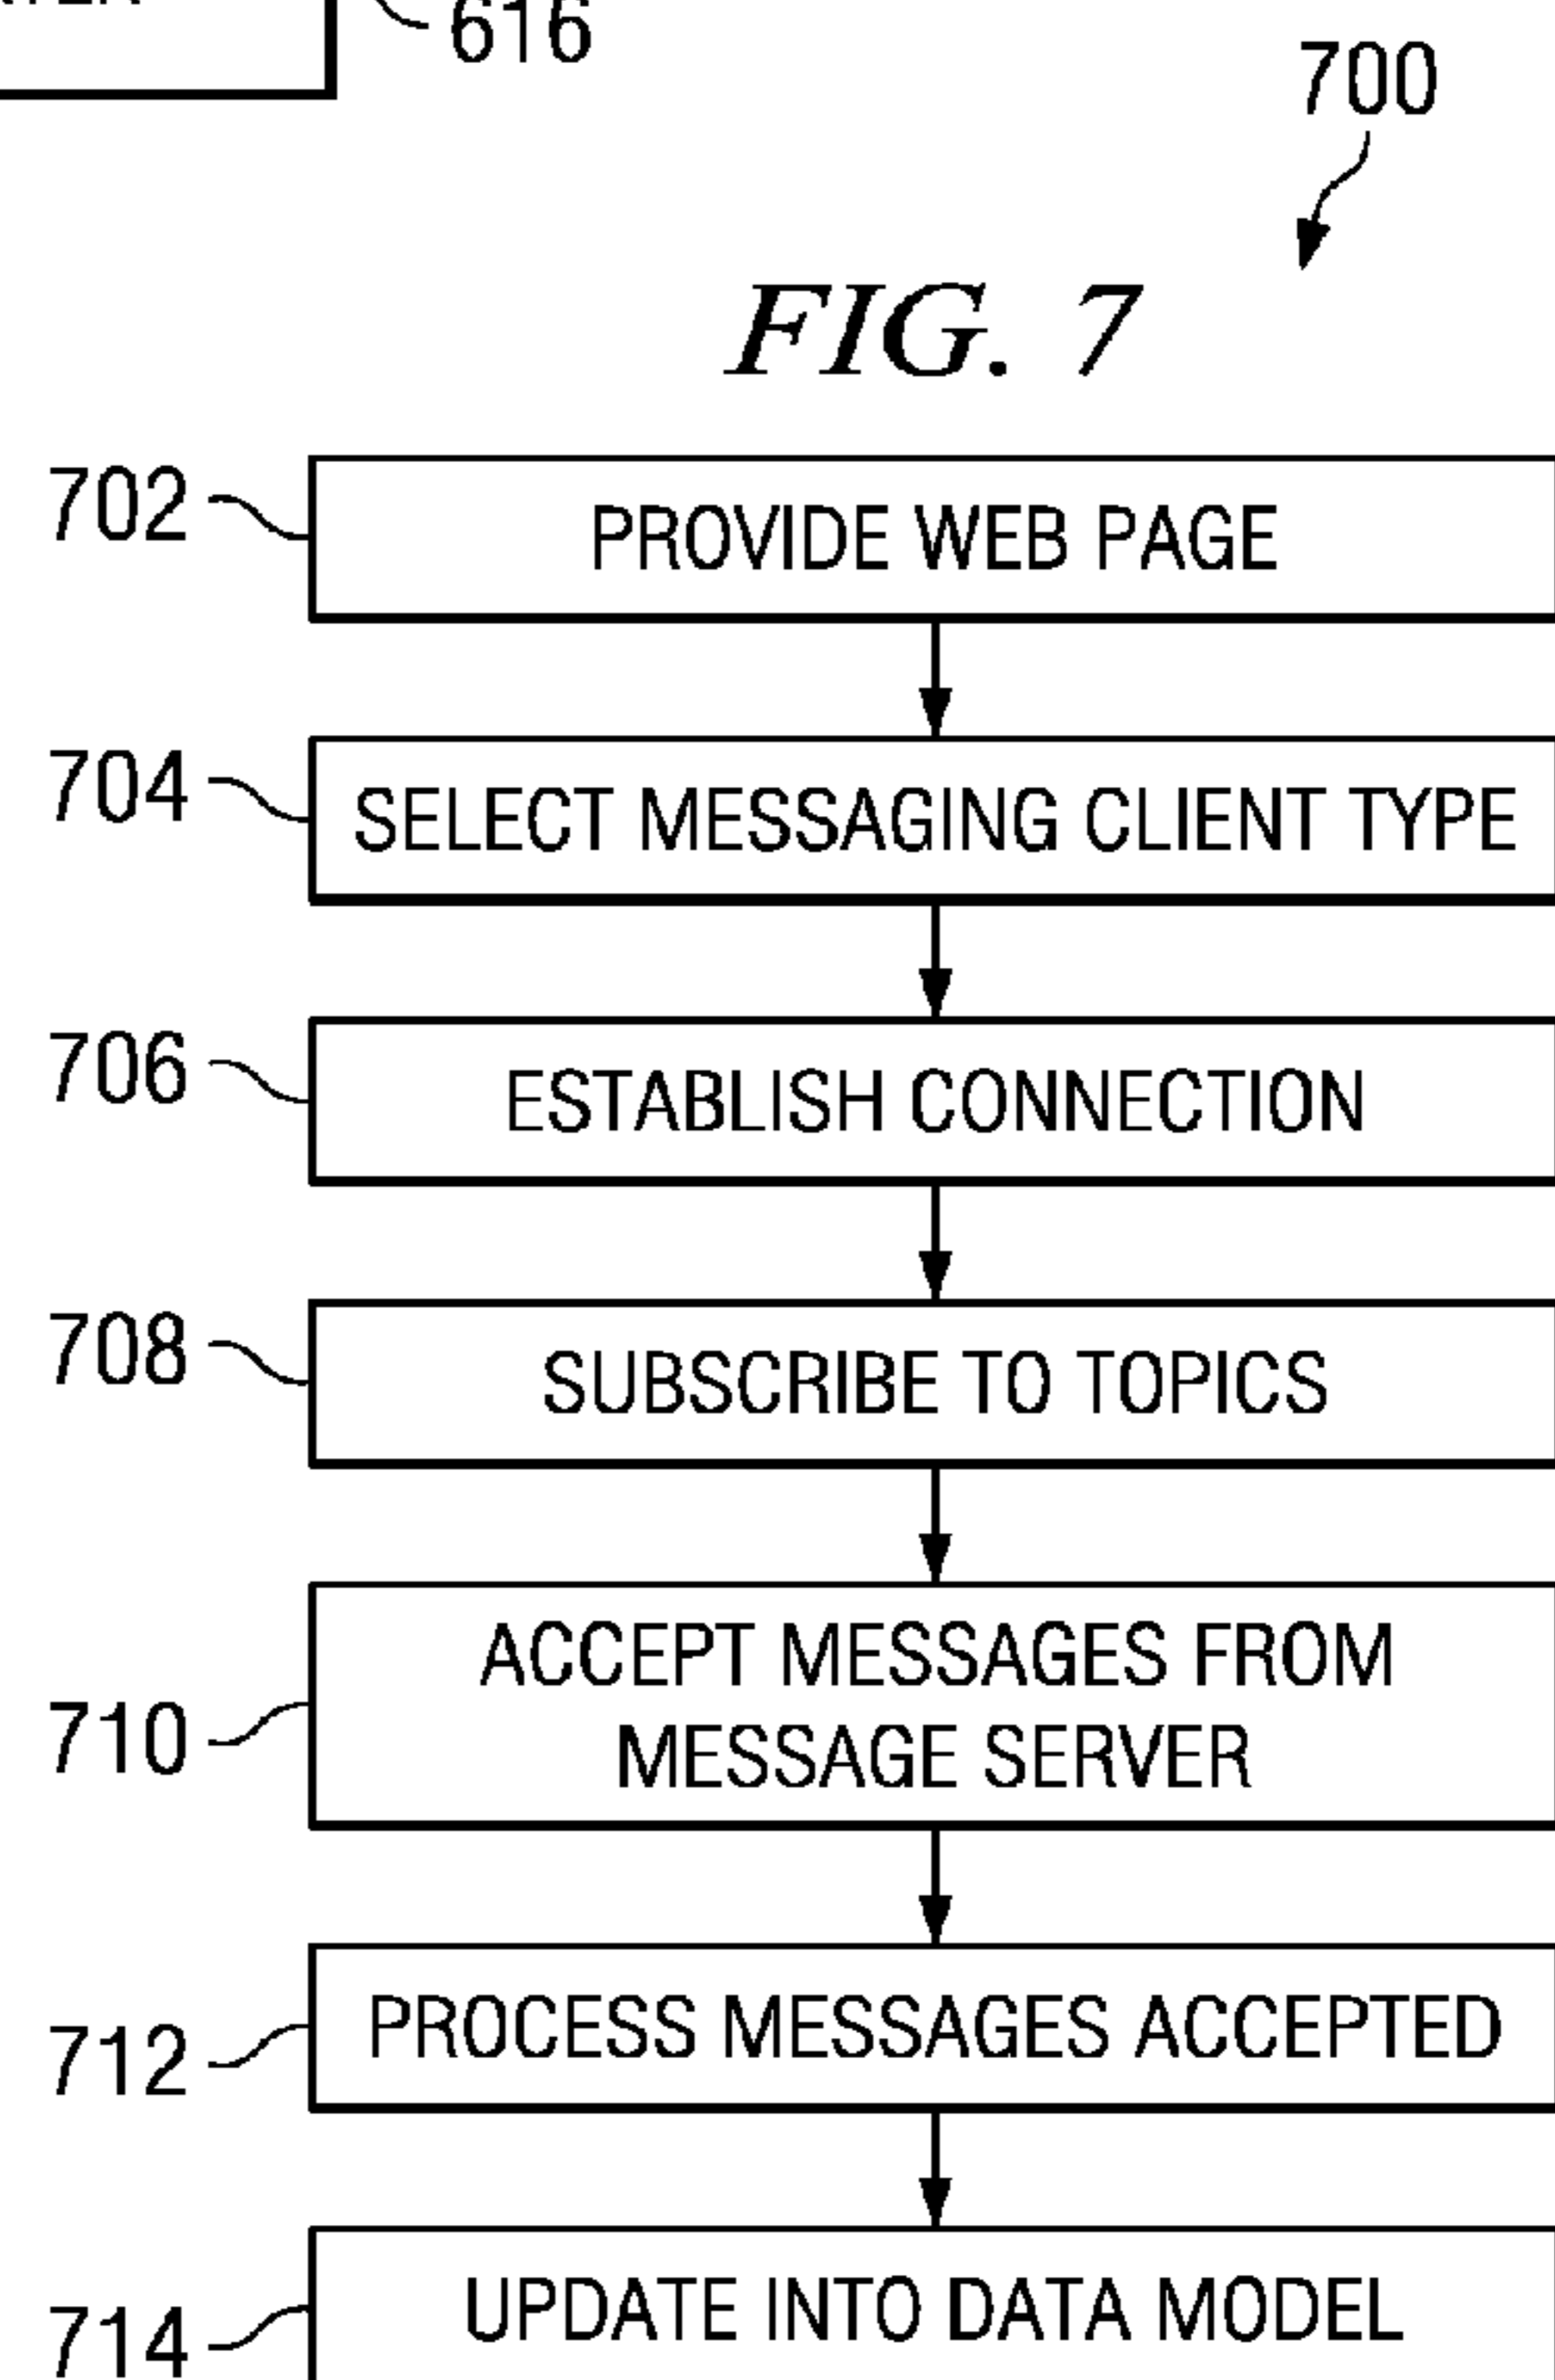 616
700
FIG. 7
702
PROVIDE WEB PAGE
704
SELECT MESSAGING CLIENT TYPE
706
ESTABLISH CONNECTION
708
SUBSCRIBE TO TOPICS
710
ACCEPT MESSAGES FROM
MESSAGE SERVER
712
PROCESS MESSAGES ACCEPTED
714
UPDATE INTO DATA MODEL